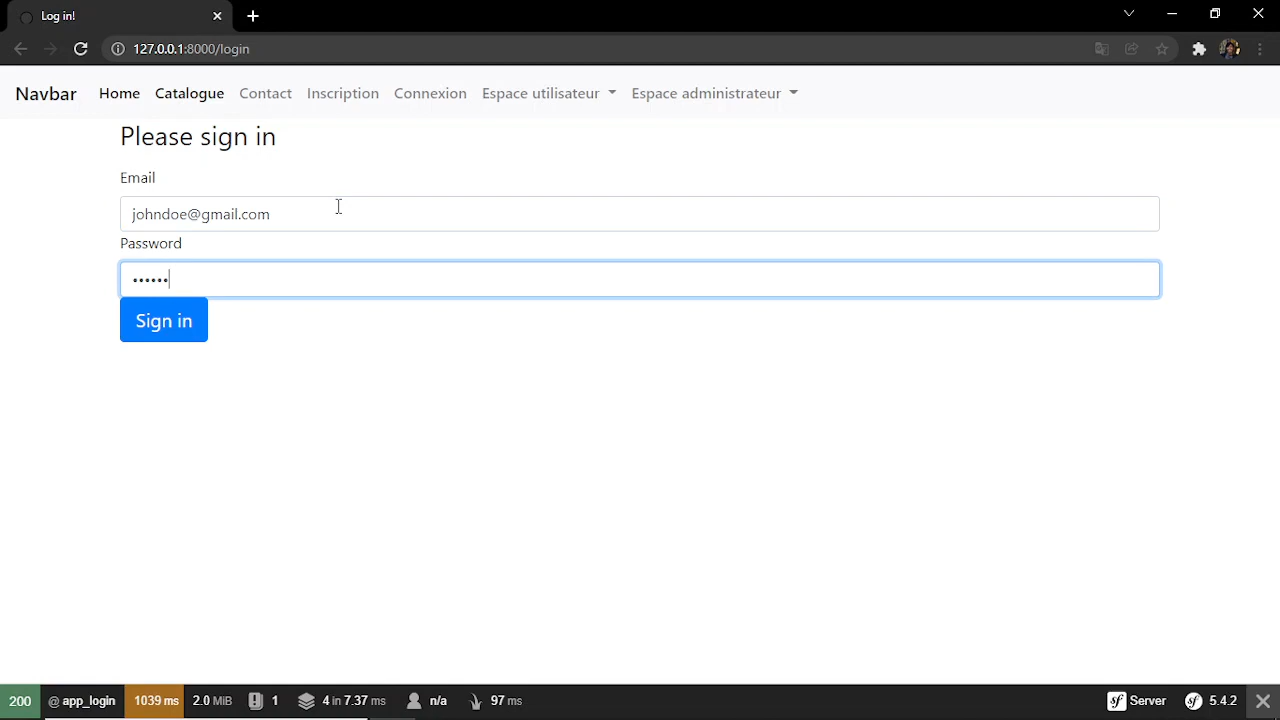 Log in!
127.0.0.1:8000/login
Navbar Home Catalogue Contact Inscription Connexion Espace utilisateur Espace administrateur
Please sign in
Email
johndoe@gmail.com
Password
••••••
Sign in
200 @ app_login 1039 ms 2.0 MiB 1 4 in 7.37 ms n/a 97 ms sf Server sf 5.4.2